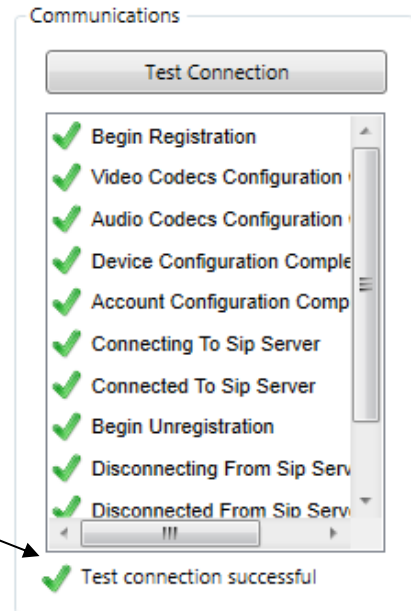 Communications
Test Connection
Begin Registration
Video Codecs Configuration
Audio Codecs Configuration
Device Configuration Comple
Account Configuration Comp
Connecting To Sip Server
Connected To Sip Server
Begin Unregistration
Disconnecting From Sip Serv
Disconnected From Sip Serv
Test connection successful